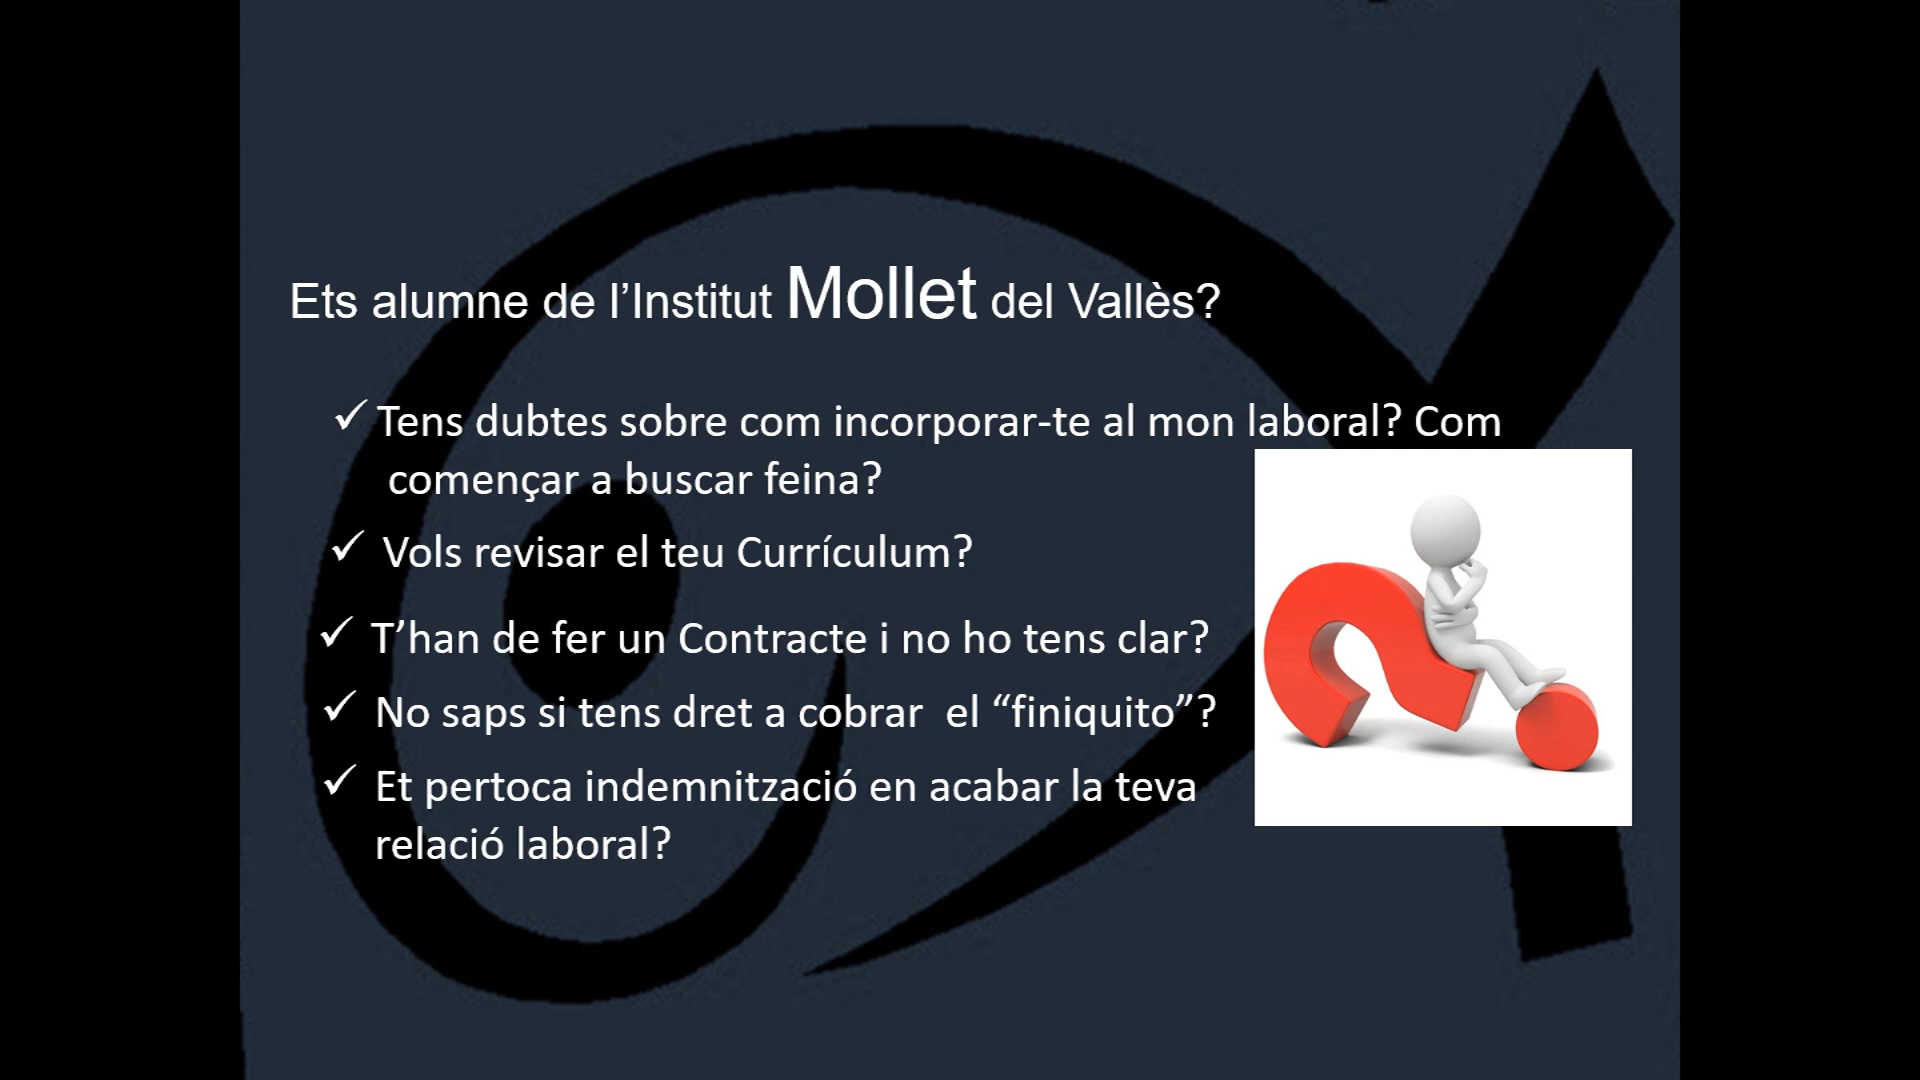 Ets alumne de l’Institut Mollet del Vallès?
✓ Tens dubtes sobre com incorporar-te al mon laboral? Com
començar a buscar feina?
✓ Vols revisar el teu Currículum?
✓ T’han de fer un Contracte i no ho tens clar?
✓ No saps si tens dret a cobrar el “finiquito”?
✓ Et pertoca indemnització en acabar la teva
relació laboral?